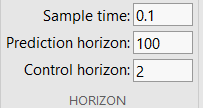 Sample time: 0.1
Prediction horizon: 100
Control horizon: 2
HORIZON